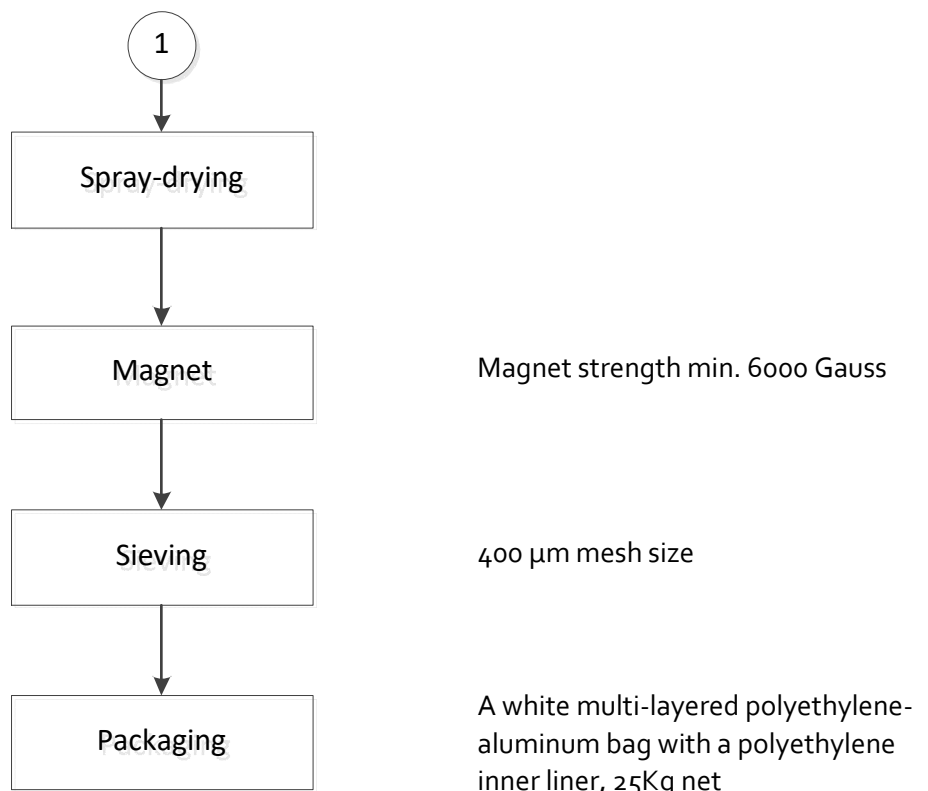 1
Spray-drying
Magnet
Magnet strength min. 6000 Gauss
Sieving
400 µm mesh size
Packaging
A white multi-layered polyethylene-
aluminum bag with a polyethylene
inner liner, 25Kg net